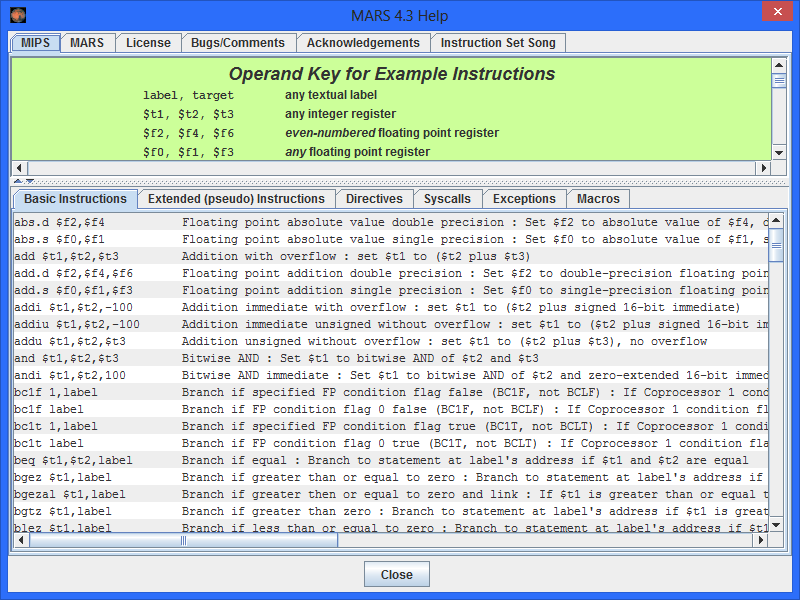 MARS 4.3 Help
MIPS MARS License Bugs/Comments Acknowledgements Instruction Set Song
Operand Key for Example Instructions
label, target any textual label
$t1, $t2, $t3 any integer register
$f2, $f4, $f6 even-numbered floating point register
$f0, $f1, $f3 any floating point register
Basic Instructions Extended (pseudo) Instructions Directives Syscalls Exceptions Macros
abs.d $f2,$f4 Floating point absolute value double precision : Set $f2 to absolute value of $f4,
abs.s $f0,$f1 Floating point absolute value single precision : Set $f0 to absolute value of $f1, s
add $t1,$t2,$t3 Addition with overflow : set $t1 to ($t2 plus $t3)
add.d $f2,$f4,$f6 Floating point addition double precision : Set $f2 to double-precision floating poin
add.s $f0,$f1,$f3 Floating point addition single precision : Set $f0 to single-precision floating poin
addi $t1,$t2,-100 Addition immediate with overflow : set $t1 to ($t2 plus signed 16-bit immediate)
addiu $t1,$t2,-100 Addition immediate unsigned without overflow : set $t1 to ($t2 plus signed 16-bit im
addu $t1,$t2,$t3 Addition unsigned without overflow : set $t1 to ($t2 plus $t3), no overflow
and $t1,$t2,$t3 Bitwise AND : Set $t1 to bitwise AND of $t2 and $t3
andi $t1,$t2,100 Bitwise AND immediate : Set $t1 to bitwise AND of $t2 and zero-extended 16-bit immed
bc1f 1,label Branch if specified FP condition flag false (BC1F, not BCLF) : If Coprocessor 1 cond
bc1f label Branch if FP condition flag 0 false (BC1F, not BCLF) : If Coprocessor 1 condition fl
bc1t 1,label Branch if specified FP condition flag true (BC1T, not BCLT) : If Coprocessor 1 condi
bc1t label Branch if FP condition flag 0 true (BC1T, not BCLT) : If Coprocessor 1 condition fla
beq $t1,$t2,label Branch if equal : Branch to statement at label's address if $t1 and $t2 are equal
bgez $t1,label Branch if greater than or equal to zero : Branch to statement at label's address if
bgezal $t1,label Branch if greater then or equal to zero and link : If $t1 is greater than or equal t
bgtz $t1,label Branch if greater than zero : Branch to statement at label's address if $t1 is great
blez $t1,label Branch if less than or equal to zero : Branch to statement at label's address if $t1
Close